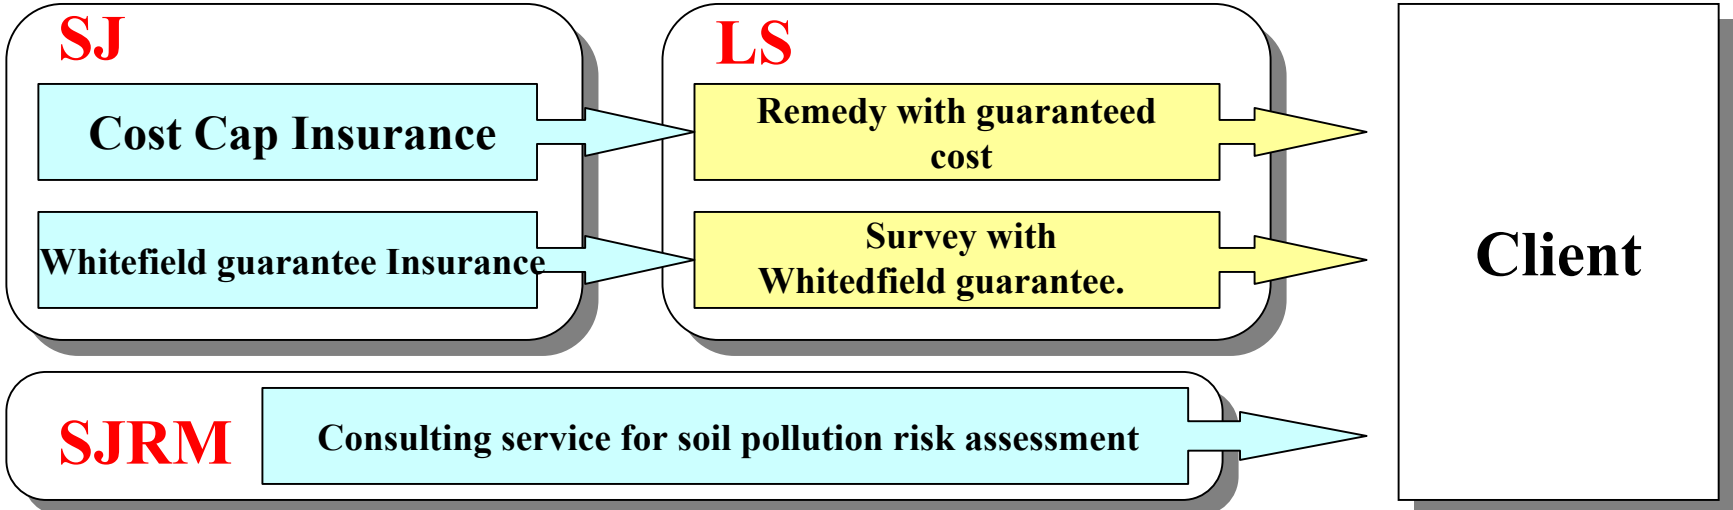 SJ
Cost Cap Insurance
Whitefield guarantee Insurance
LS
Remedy with guaranteed
cost
Survey with
Whitedfield guarantee.
SJRM
Consulting service for soil pollution risk assessment
Client